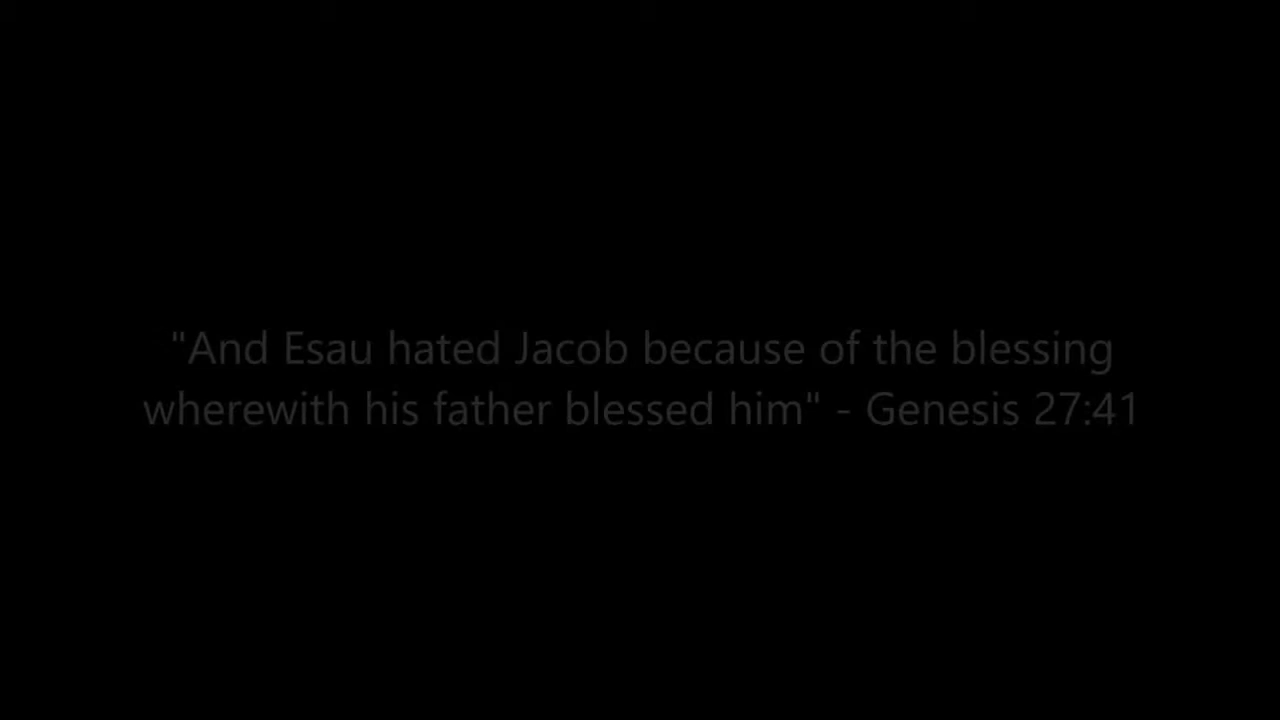 "And Esau hated Jacob because of the blessing
wherewith his father blessed him" - Genesis 27:41